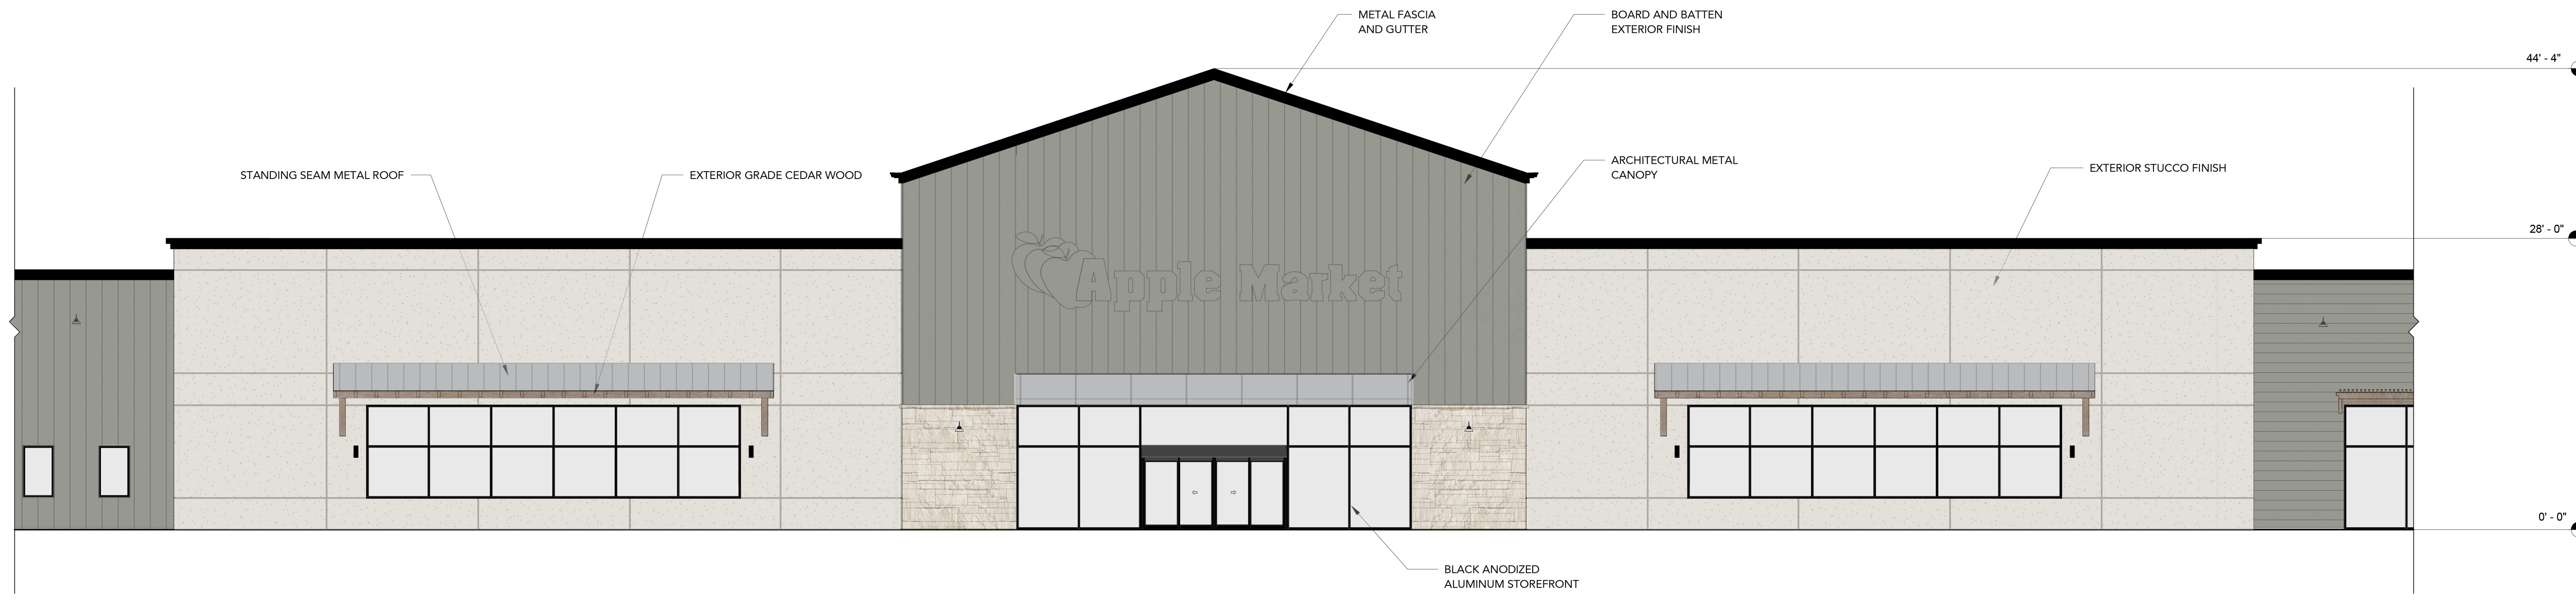 METAL FASCIA
AND GUTTER
BOARD AND BATTEN
EXTERIOR FINISH
44' - 4"
STANDING SEAM METAL ROOF
EXTERIOR GRADE CEDAR WOOD
ARCHITECTURAL METAL
CANOPY
EXTERIOR STUCCO FINISH
28' - 0"
Apple Market
0' - 0"
BLACK ANODIZED
ALUMINUM STOREFRONT